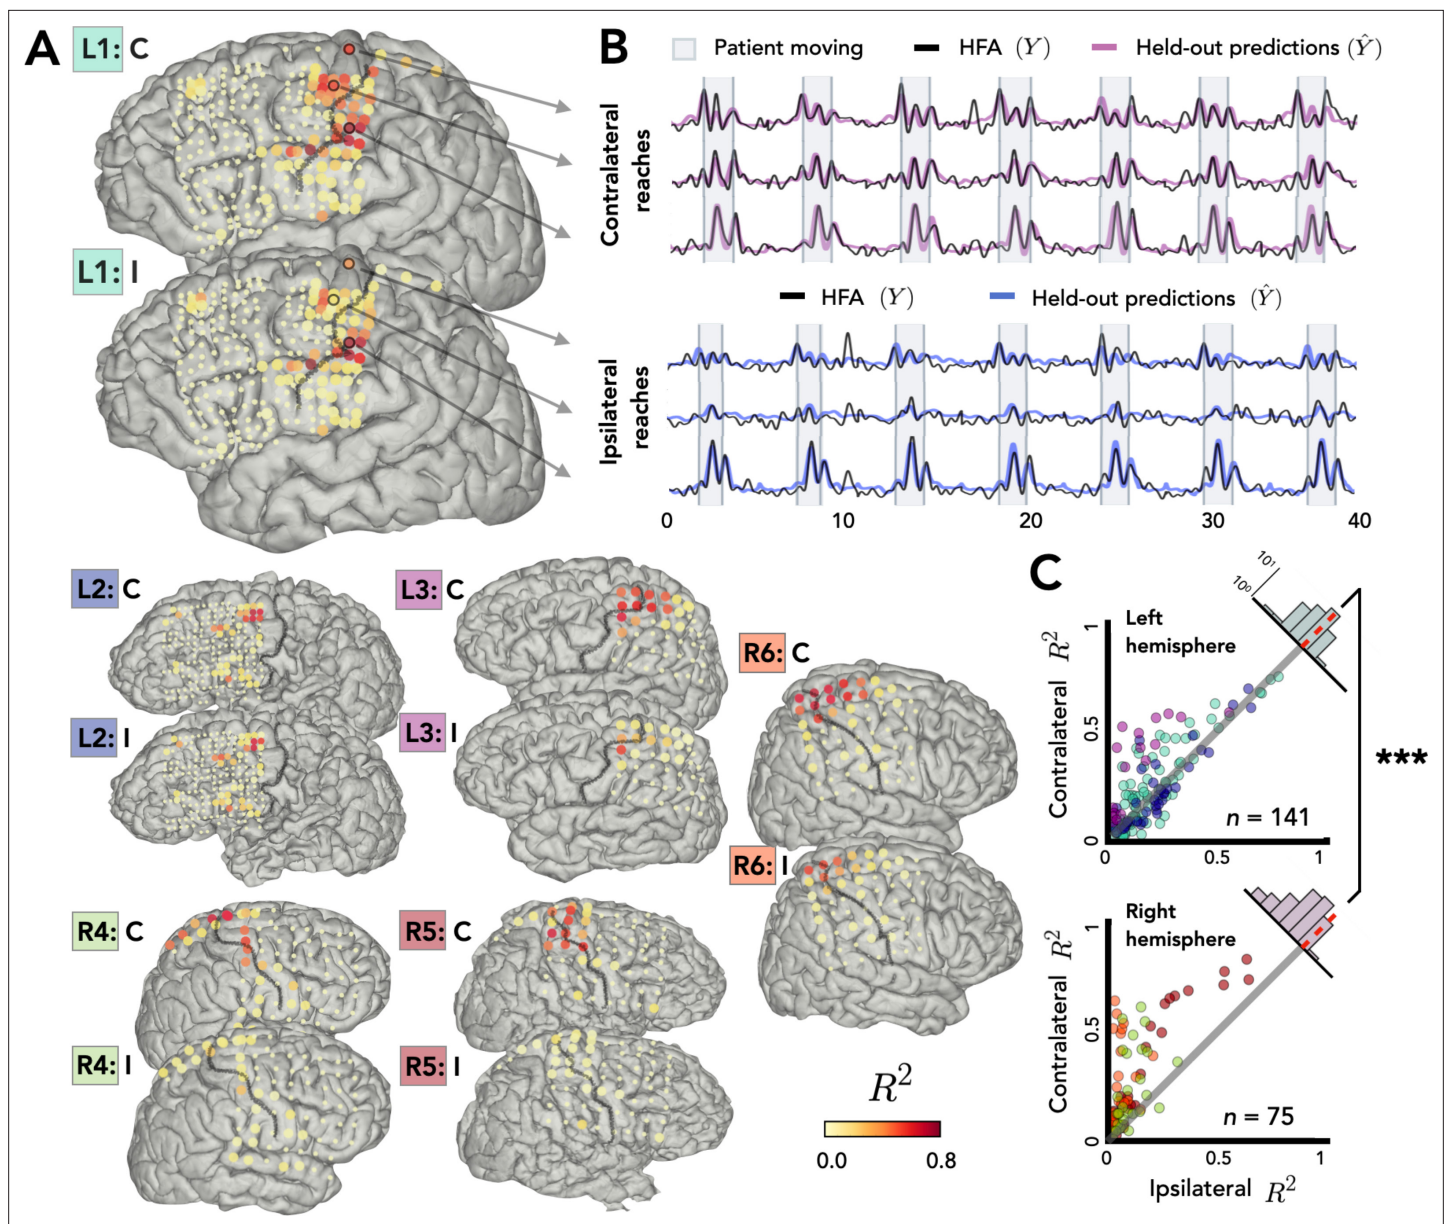 A
L1: C
L1: I
B
Patient moving
HFA (Y)
Held-out predictions (Ŷ)
Contralateral
reaches
HFA (Y)
Held-out predictions (Ŷ)
Ipsilateral
reaches
0 10 20 30 40
L2: C
L2: I
L3: C
L3: I
R6: C
R6: I
R4: C
R4: I
R5: C
R5: I
R²
0.0 0.8
C
10¹
10⁰
Left
hemisphere
Contralateral R²
1
0.5
0
n = 141
0 0.5 1
***
Right
hemisphere
Contralateral R²
1
0.5
0
n = 75
0 0.5 1
Ipsilateral R²